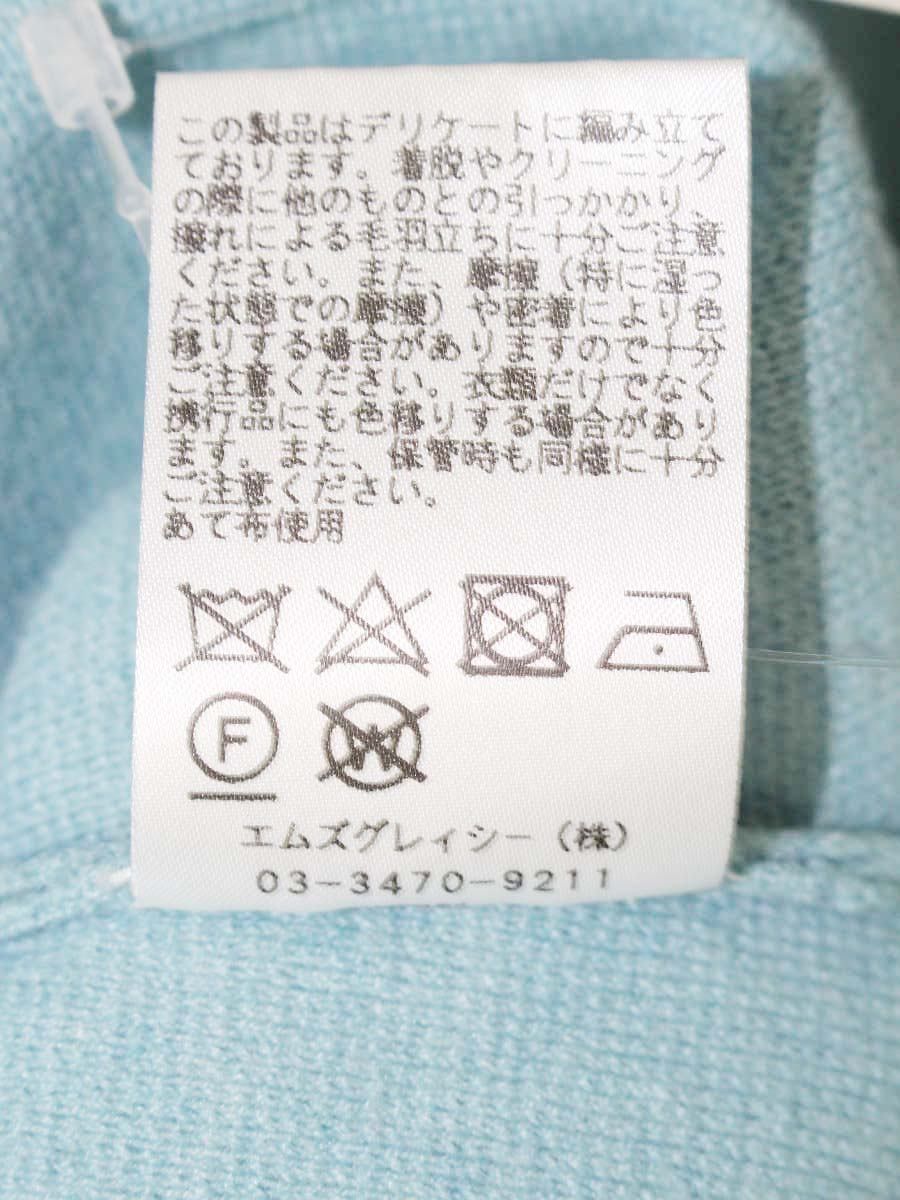 この製品はデリケートに編み立て
ております。着脱やクリーニング
の際に他のものとの引っかかり、
擦れによる毛羽立ちに十分ご注意
ください。また、摩擦(特に湿っ
た状態での摩擦)や密着により色
移りする場合がありますので十分
ご注意ください。衣類だけでなく
携行品にも色移りする場合があり
ます。また、保管時も同様に十分
ご注意ください。
あて布使用
F
W
エムズグレイシー(株)
03-3470-9211